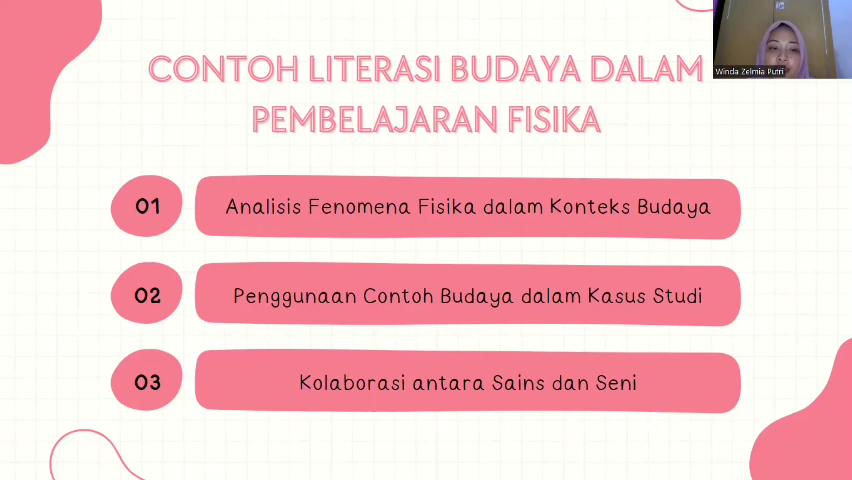 CONTOH LITERASI BUDAYA DALAM
PEMBELAJARAN FISIKA
Winda Zelmia Putri
01
Analisis Fenomena Fisika dalam Konteks Budaya
02
Penggunaan Contoh Budaya dalam Kasus Studi
03
Kolaborasi antara Sains dan Seni